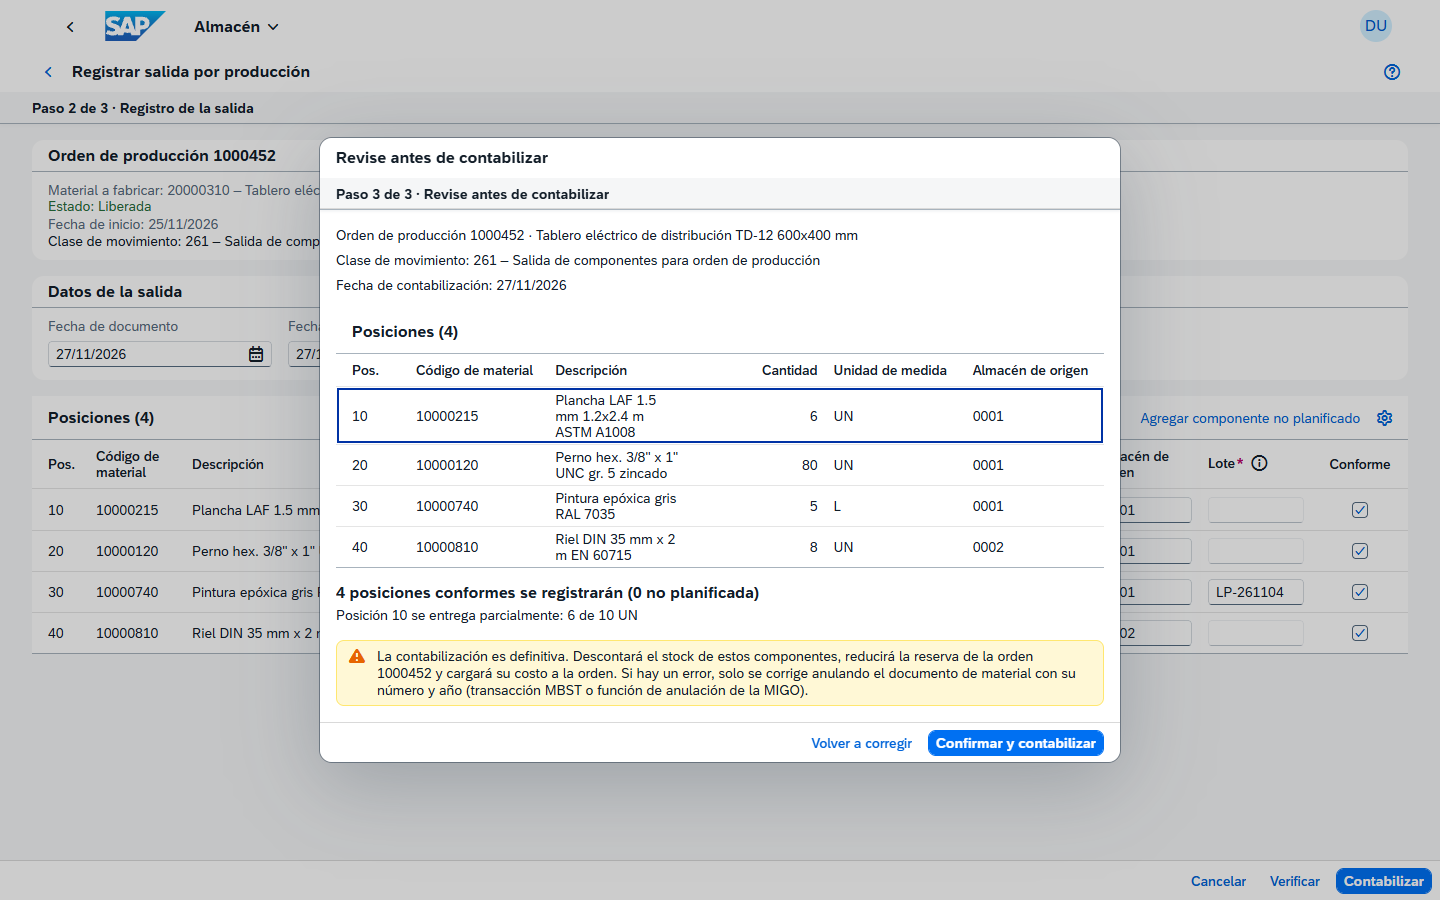 SAP
Almacén
DU
Registrar salida por producción
Paso 2 de 3 · Registro de la salida
Orden de producción 1000452
Material a fabricar: 20000310 – Tablero eléc
Estado: Liberada
Fecha de inicio: 25/11/2026
Clase de movimiento: 261 – Salida de comp
Datos de la salida
Fecha de documento
Fech
27/11/2026
27/1
Posiciones (4)
Agregar componente no planificado
Pos.
Código de material
Descripción
acén de
en
Lote*
Conforme
10
10000215
Plancha LAF 1.5 mm
01
20
10000120
Perno hex. 3/8" x 1"
01
30
10000740
Pintura epóxica gris
01
LP-261104
40
10000810
Riel DIN 35 mm x 2
02
Revise antes de contabilizar
Paso 3 de 3 · Revise antes de contabilizar
Orden de producción 1000452 · Tablero eléctrico de distribución TD-12 600x400 mm
Clase de movimiento: 261 – Salida de componentes para orden de producción
Fecha de contabilización: 27/11/2026
Posiciones (4)
Pos.
Código de material
Descripción
Cantidad
Unidad de medida
Almacén de origen
10
10000215
Plancha LAF 1.5
mm 1.2x2.4 m
ASTM A1008
6
UN
0001
20
10000120
Perno hex. 3/8" x 1"
UNC gr. 5 zincado
80
UN
0001
30
10000740
Pintura epóxica gris
RAL 7035
5
L
0001
40
10000810
Riel DIN 35 mm x 2
m EN 60715
8
UN
0002
4 posiciones conformes se registrarán (0 no planificada)
Posición 10 se entrega parcialmente: 6 de 10 UN
La contabilización es definitiva. Descontará el stock de estos componentes, reducirá la reserva de la orden
1000452 y cargará su costo a la orden. Si hay un error, solo se corrige anulando el documento de material con su
número y año (transacción MBST o función de anulación de la MIGO).
Volver a corregir
Confirmar y contabilizar
Cancelar
Verificar
Contabilizar